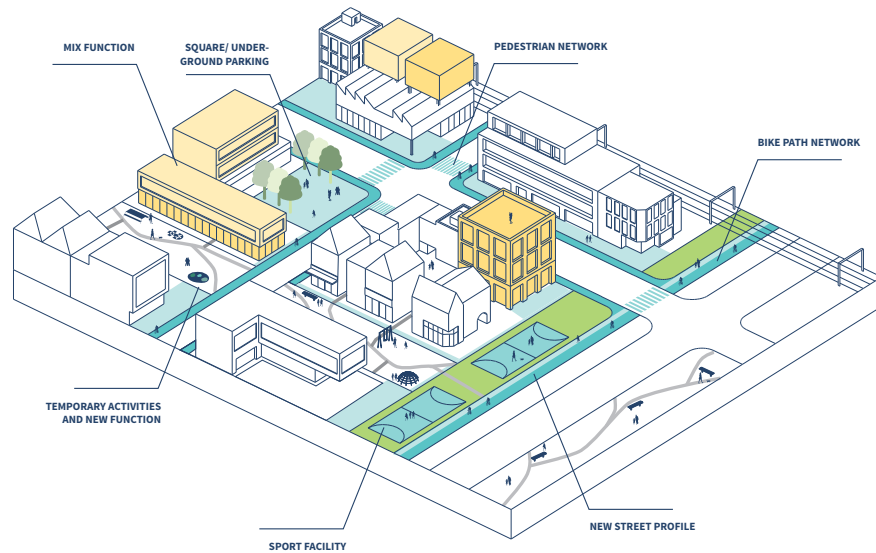 MIX FUNCTION
SQUARE/ UNDER-
GROUND PARKING
PEDESTRIAN NETWORK
BIKE PATH NETWORK
TEMPORARY ACTIVITIES
AND NEW FUNCTION
NEW STREET PROFILE
SPORT FACILITY